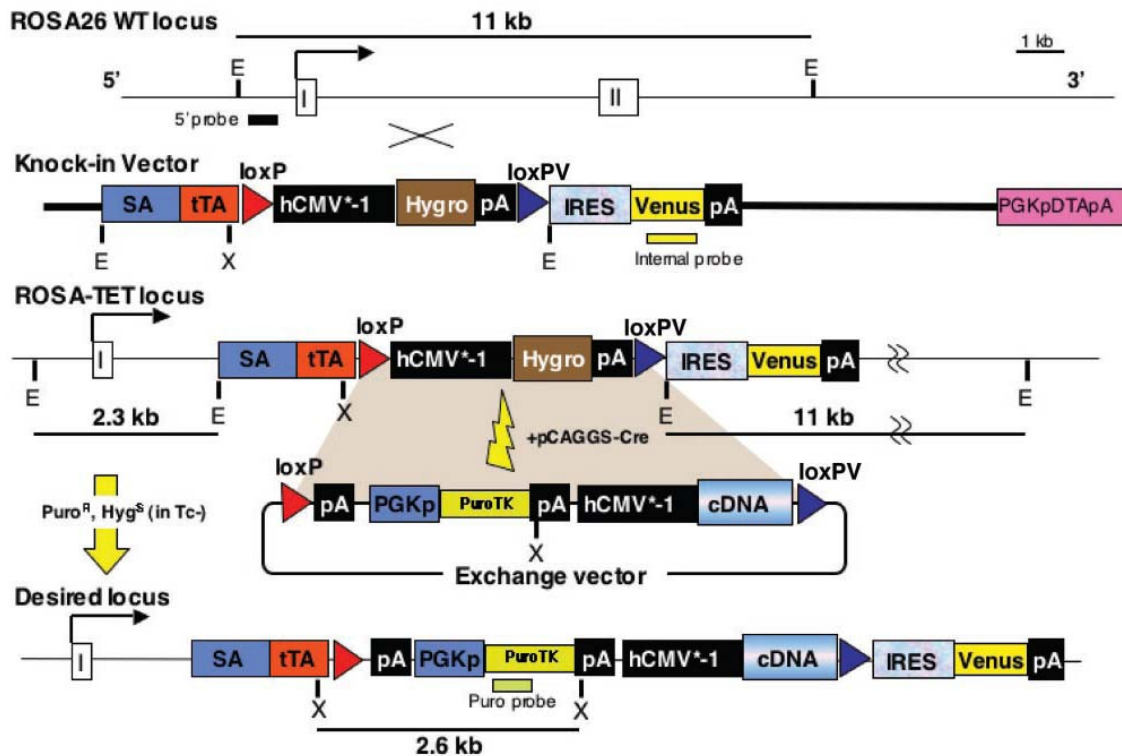 ROSA26 WT locus
11 kb
1 kb
5'
E
E
3'
I
II
5' probe
Knock-in Vector
loxP
loxPV
SA
tTA
hCMV*-1
Hygro
pA
IRES
Venus
pA
PGKpDTApA
E
X
E
Internal probe
ROSA-TET locus
loxP
loxPV
I
SA
tTA
hCMV*-1
Hygro
pA
IRES
Venus
pA
E
E
X
E
E
2.3 kb
11 kb
+pCAGGS-Cre
loxP
loxPV
pA
PGKp
PuroTK
pA
hCMV*-1
cDNA
Puro^R, Hyg^S (in Tc-)
X
Exchange vector
Desired locus
I
SA
tTA
pA
PGKp
PuroTK
pA
hCMV*-1
cDNA
IRES
Venus
pA
X
Puro probe
X
2.6 kb